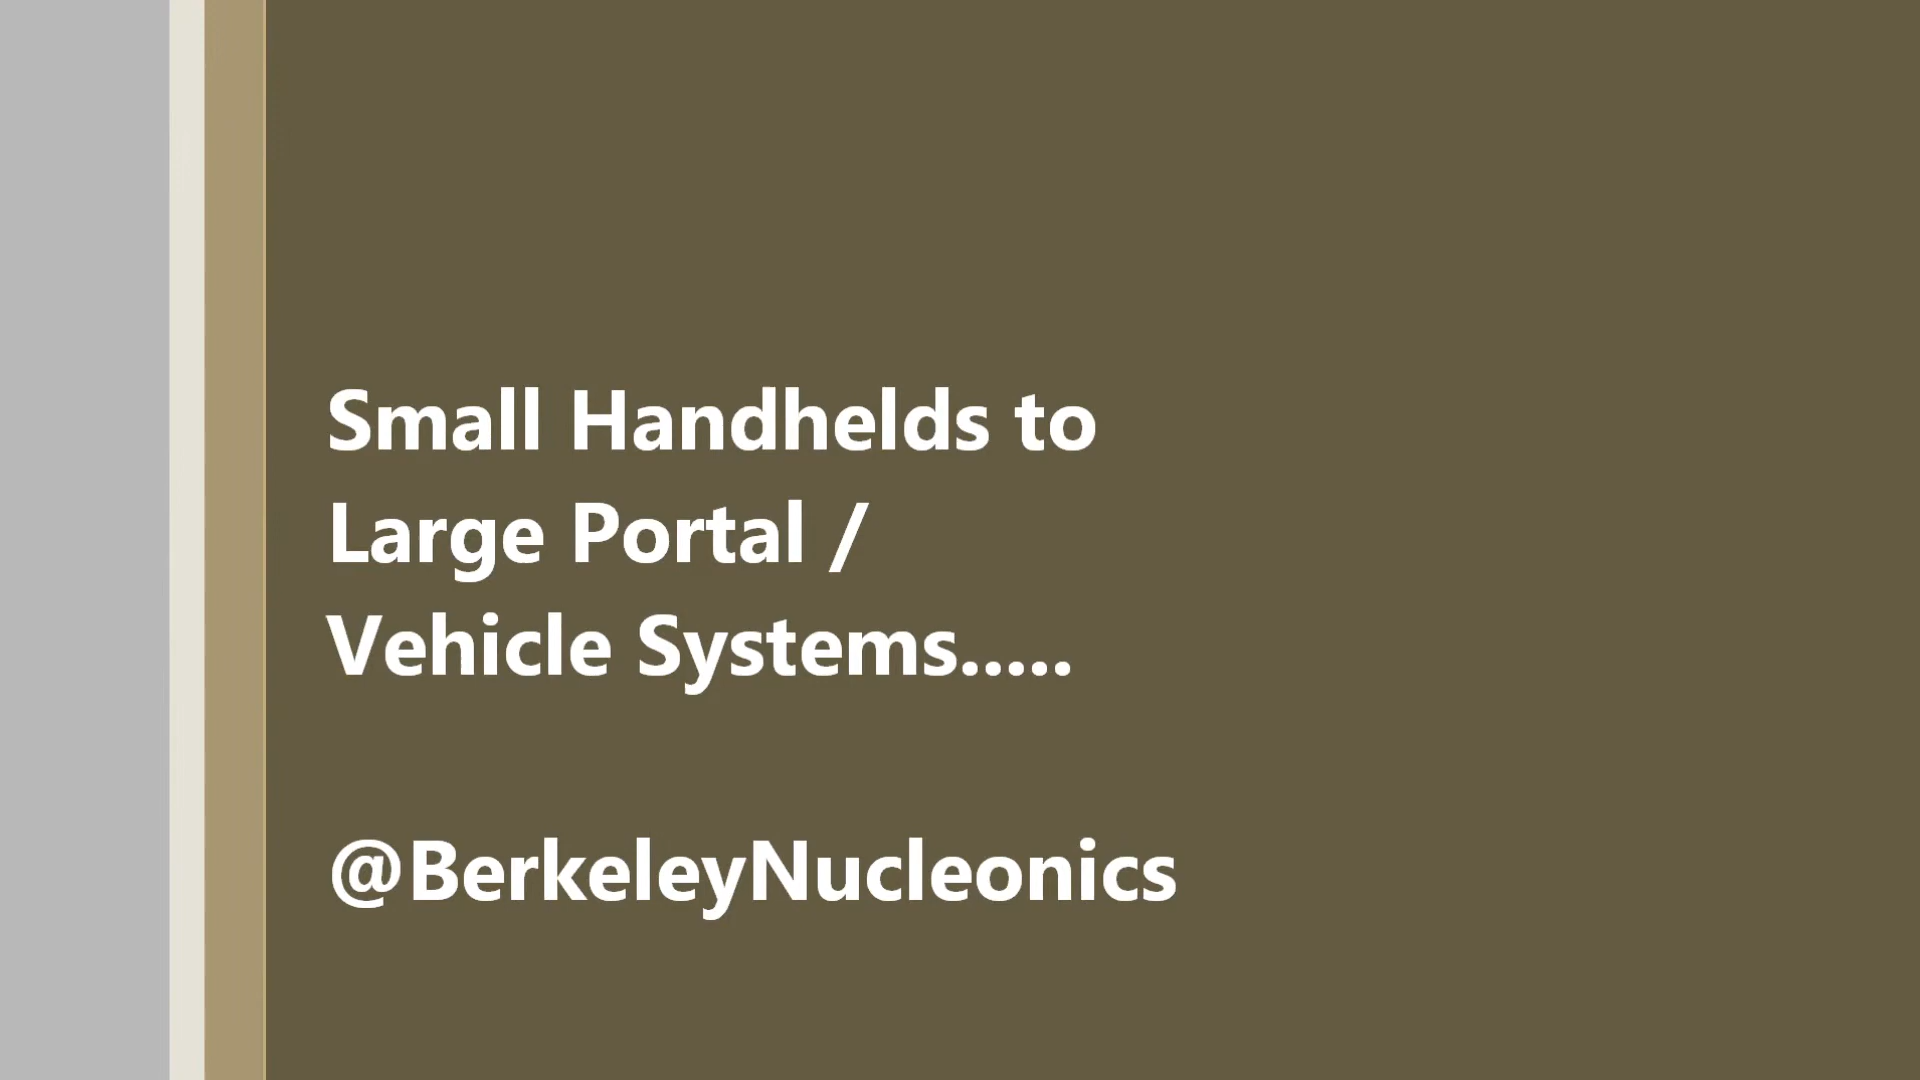 Small Handhelds to
Large Portal /
Vehicle Systems.....
@BerkeleyNucleonics